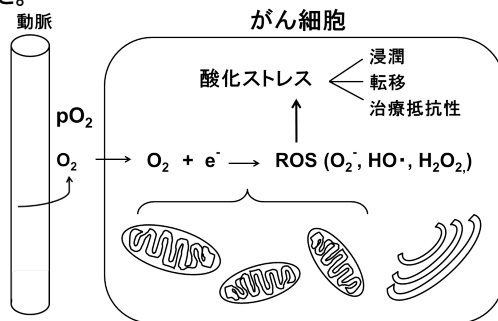 と。
動脈
がん細胞
酸化ストレス
浸潤
転移
治療抵抗性
pO₂
O₂
O₂ + e⁻
ROS (O₂⁻, HO·, H₂O₂,)